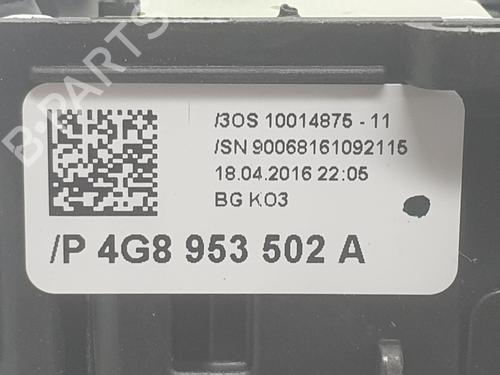 B-PARTS
/3OS 10014875 - 11
/SN 90068161092115
18.04.2016 22:05
BG KO3
/P 4G8 953 502 A